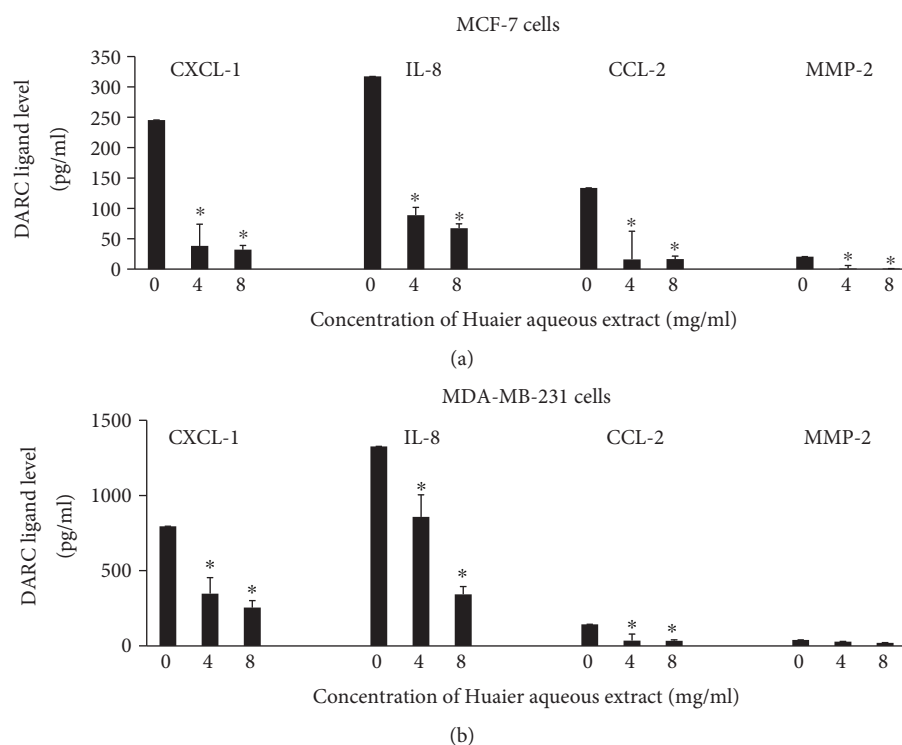 MCF-7 cells
CXCL-1 IL-8 CCL-2 MMP-2
DARC ligand level
(pg/ml)
350
300
250
200
150
100
50
0
* * * * * * * *
0 4 8 0 4 8 0 4 8 0 4 8
Concentration of Huaier aqueous extract (mg/ml)
(a)
MDA-MB-231 cells
CXCL-1 IL-8 CCL-2 MMP-2
DARC ligand level
(pg/ml)
1500
1000
500
0
* * * * * *
0 4 8 0 4 8 0 4 8 0 4 8
Concentration of Huaier aqueous extract (mg/ml)
(b)